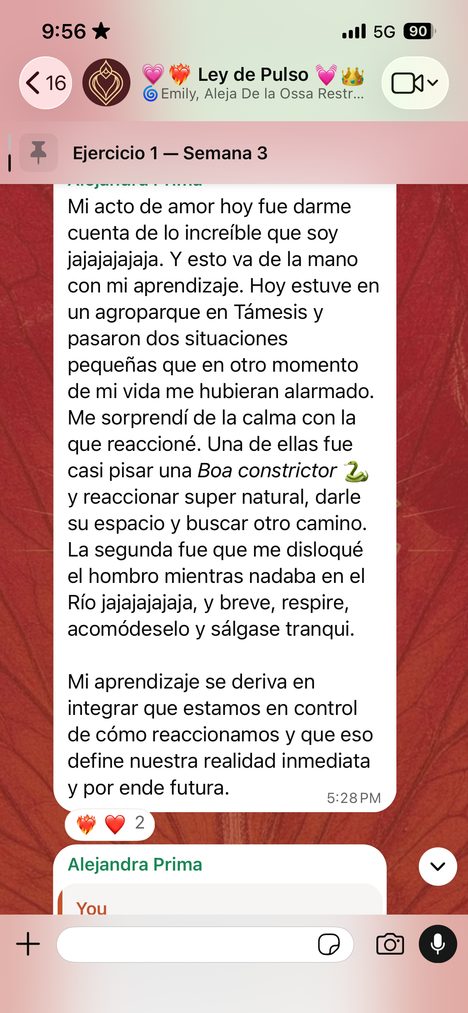 9:56
5G
90
16
Ley de Pulso
Emily, Aleja De la Ossa Restr...
Ejercicio 1 — Semana 3
Alejandra Prima
Mi acto de amor hoy fue darme
cuenta de lo increíble que soy
jajajajajaja. Y esto va de la mano
con mi aprendizaje. Hoy estuve en
un agroparque en Támesis y
pasaron dos situaciones
pequeñas que en otro momento
de mi vida me hubieran alarmado.
Me sorprendí de la calma con la
que reaccioné. Una de ellas fue
casi pisar una Boa constrictor 🐍
y reaccionar super natural, darle
su espacio y buscar otro camino.
La segunda fue que me disloqué
el hombro mientras nadaba en el
Río jajajajajaja, y breve, respire,
acomódeselo y sálgase tranqui.
Mi aprendizaje se deriva en
integrar que estamos en control
de cómo reaccionamos y que eso
define nuestra realidad inmediata
y por ende futura.
5:28 PM
2
Alejandra Prima
You